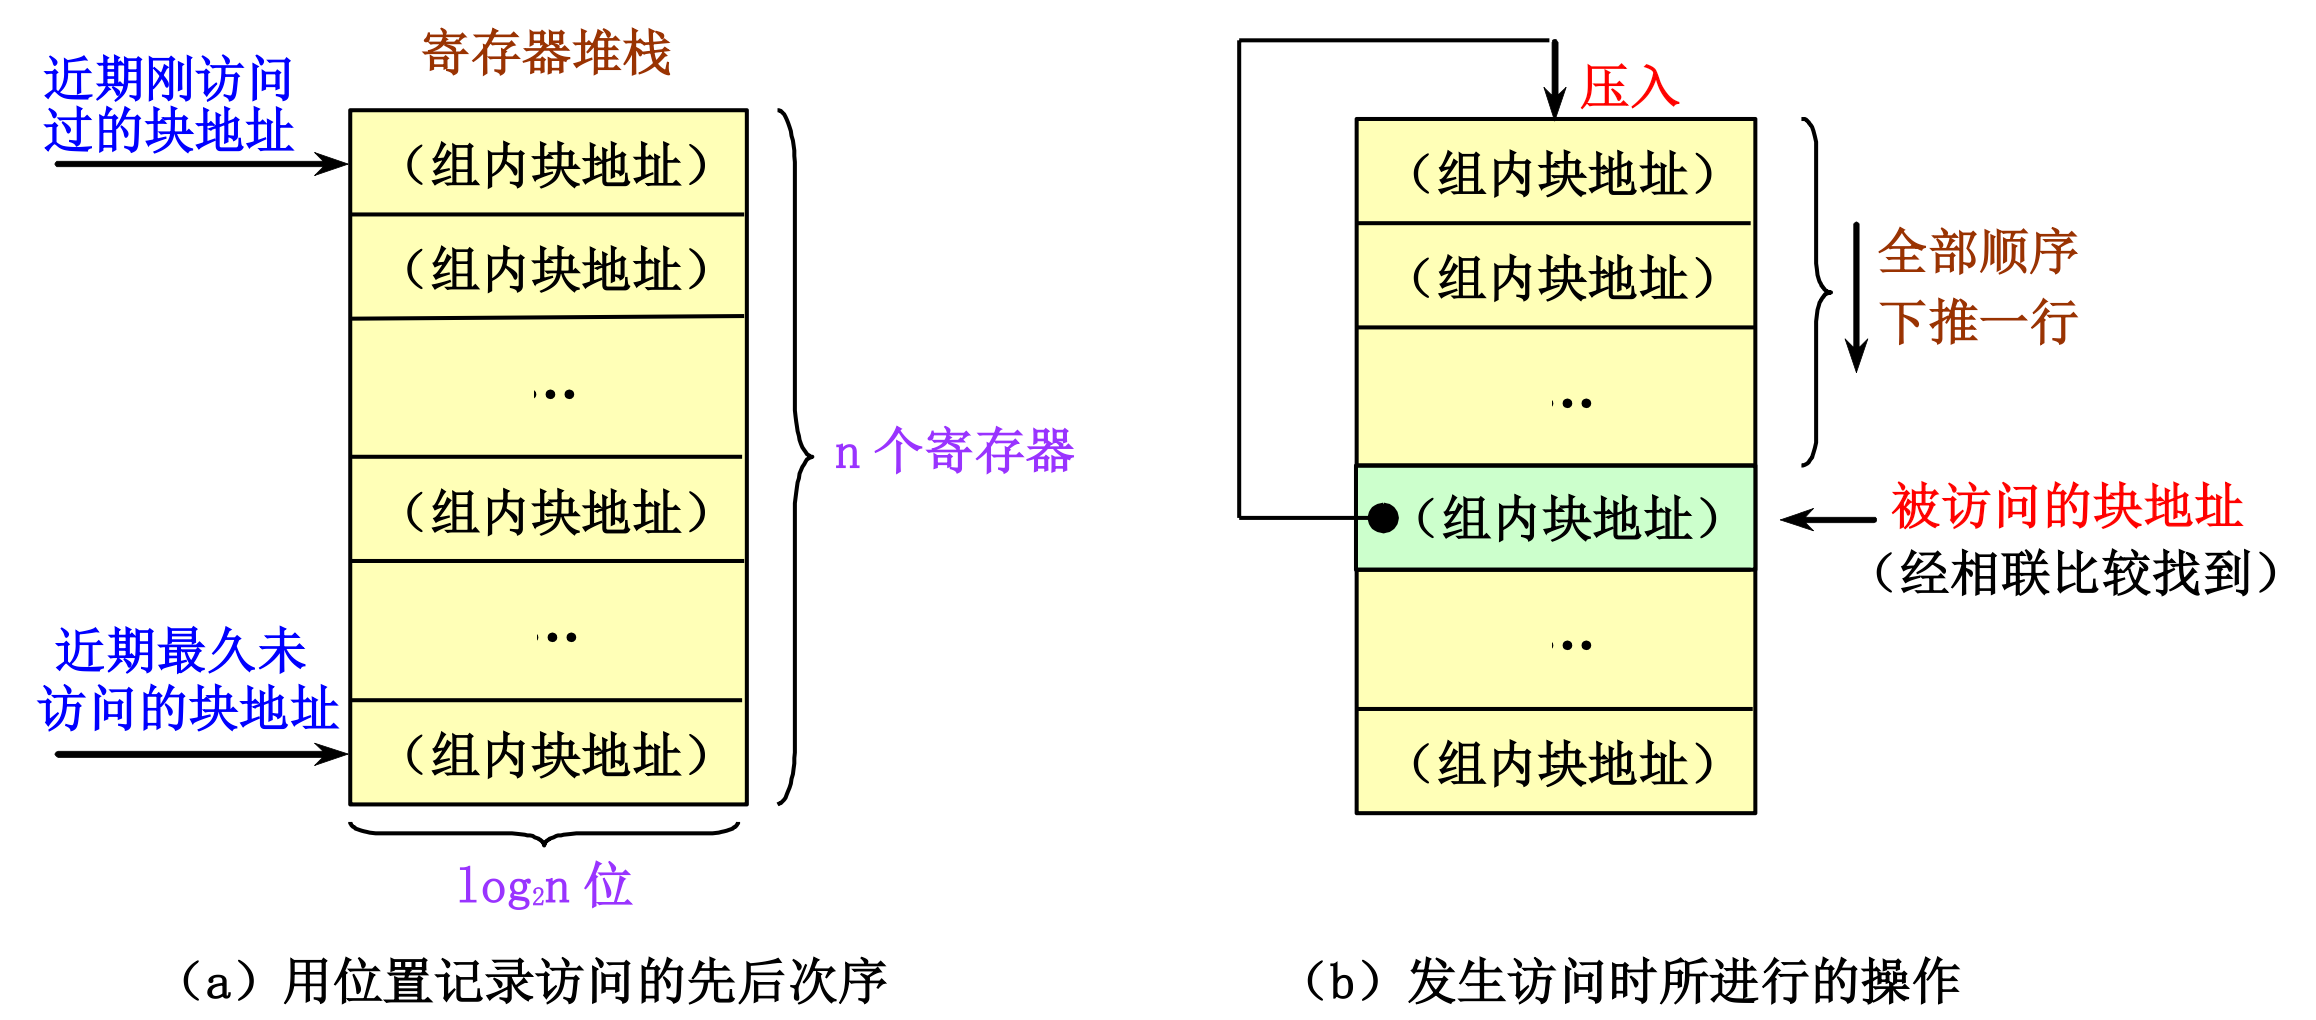 寄存器堆栈
近期刚访问
过的块地址
（组内块地址）
（组内块地址）
…
（组内块地址）
…
（组内块地址）
近期最久未
访问的块地址
n 个寄存器
log₂n 位
（a）用位置记录访问的先后次序
压入
（组内块地址）
（组内块地址）
…
（组内块地址）
…
（组内块地址）
全部顺序
下推一行
被访问的块地址
（经相联比较找到）
（b）发生访问时所进行的操作